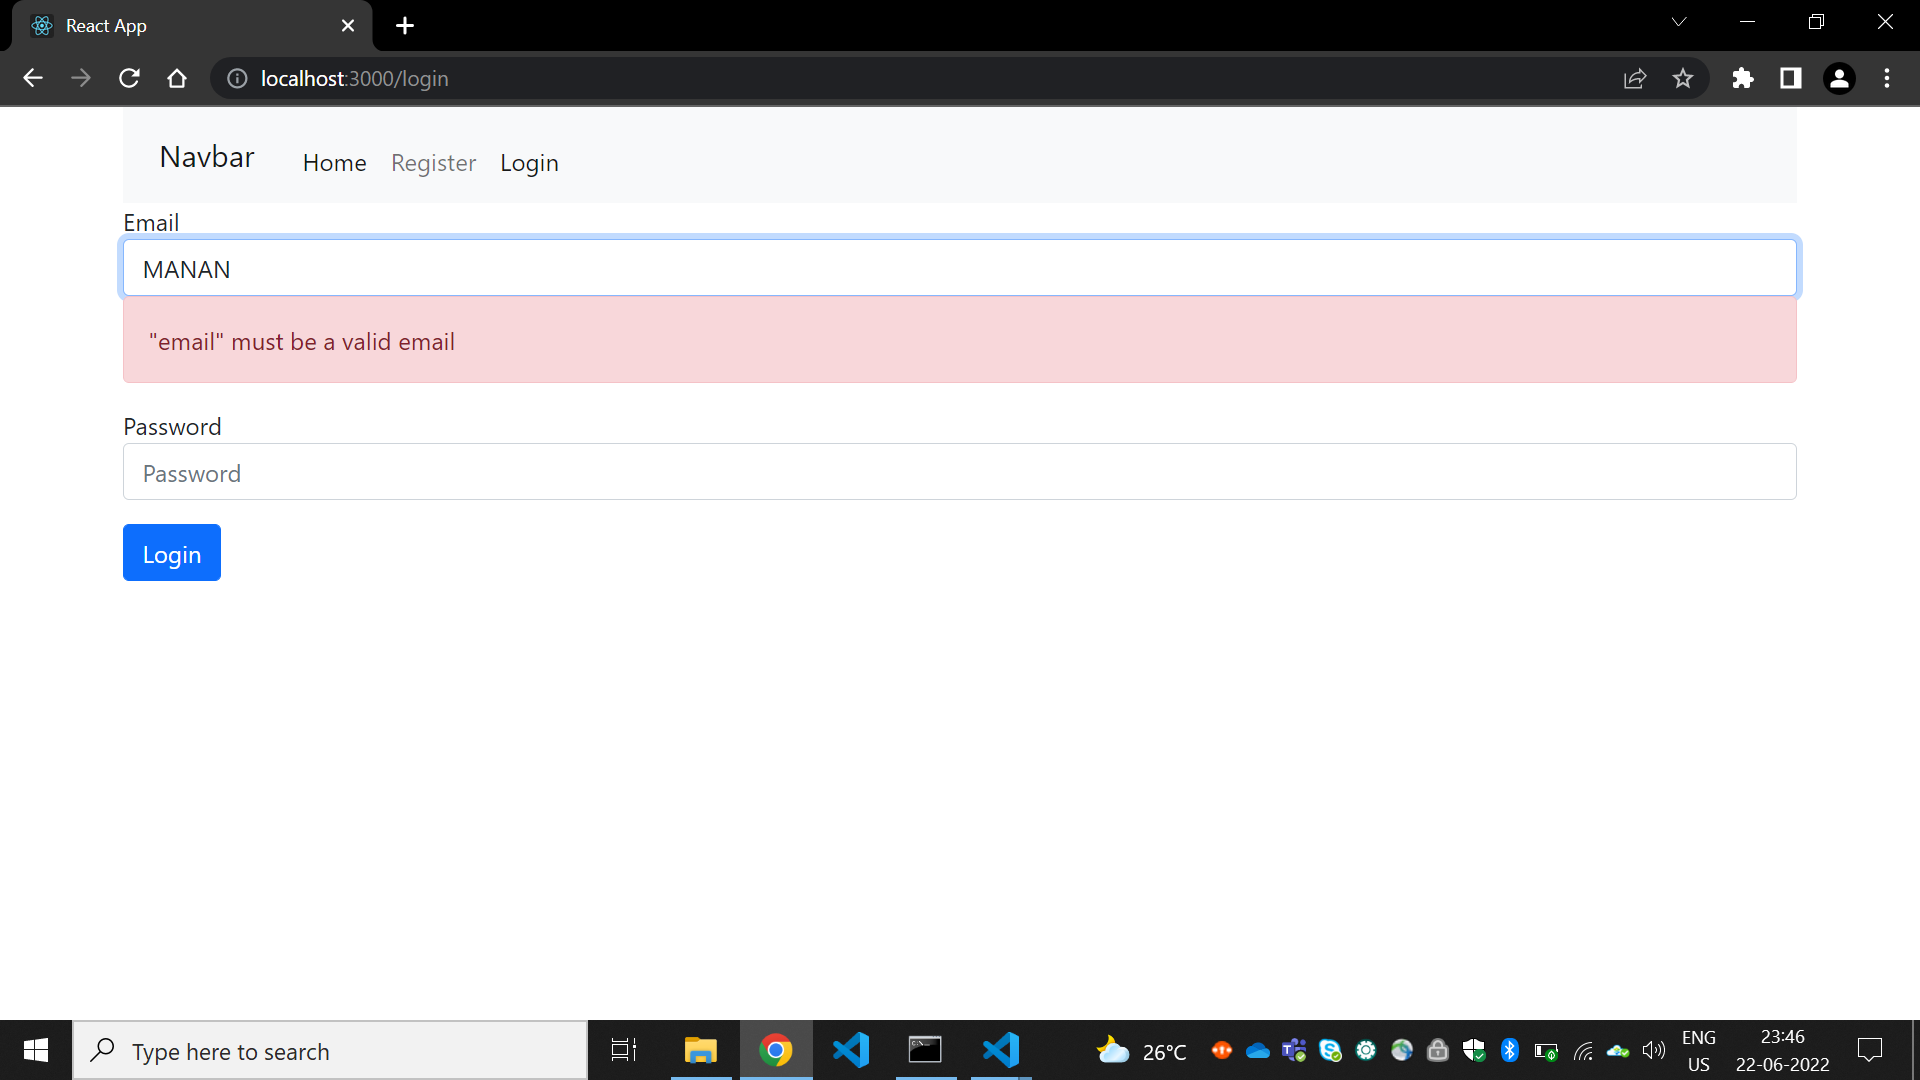 React App
localhost:3000/login
Navbar Home Register Login
Email
MANAN
"email" must be a valid email
Password
Password
Login
Type here to search
26°C
ENG
US
23:46
22-06-2022